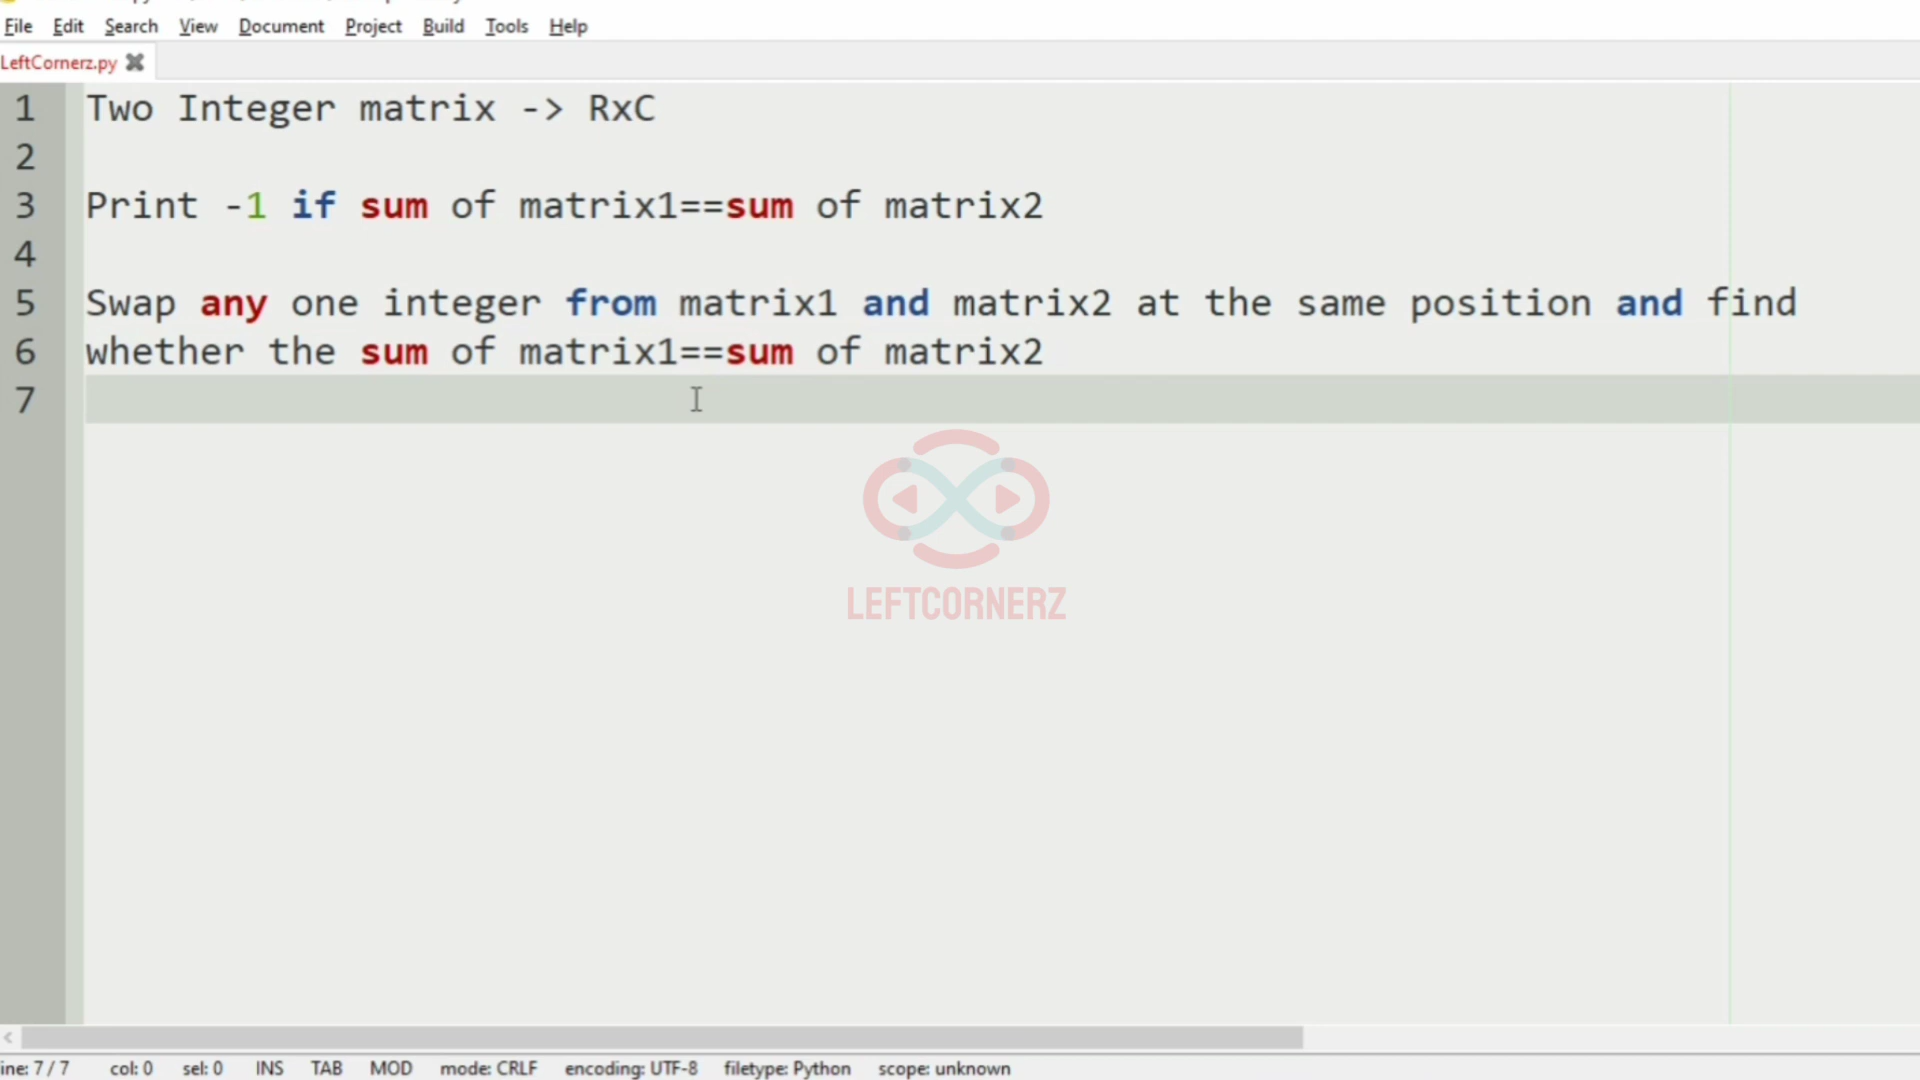 File Edit Search View Document Project Build Tools Help
LeftCornerz.py
1 Two Integer matrix -> RxC
2
3 Print -1 if sum of matrix1==sum of matrix2
4
5 Swap any one integer from matrix1 and matrix2 at the same position and find
6 whether the sum of matrix1==sum of matrix2
7
LEFTCORNERZ
ine: 7 / 7 col: 0 sel: 0 INS TAB MOD mode: CRLF encoding: UTF-8 filetype: Python scope: unknown